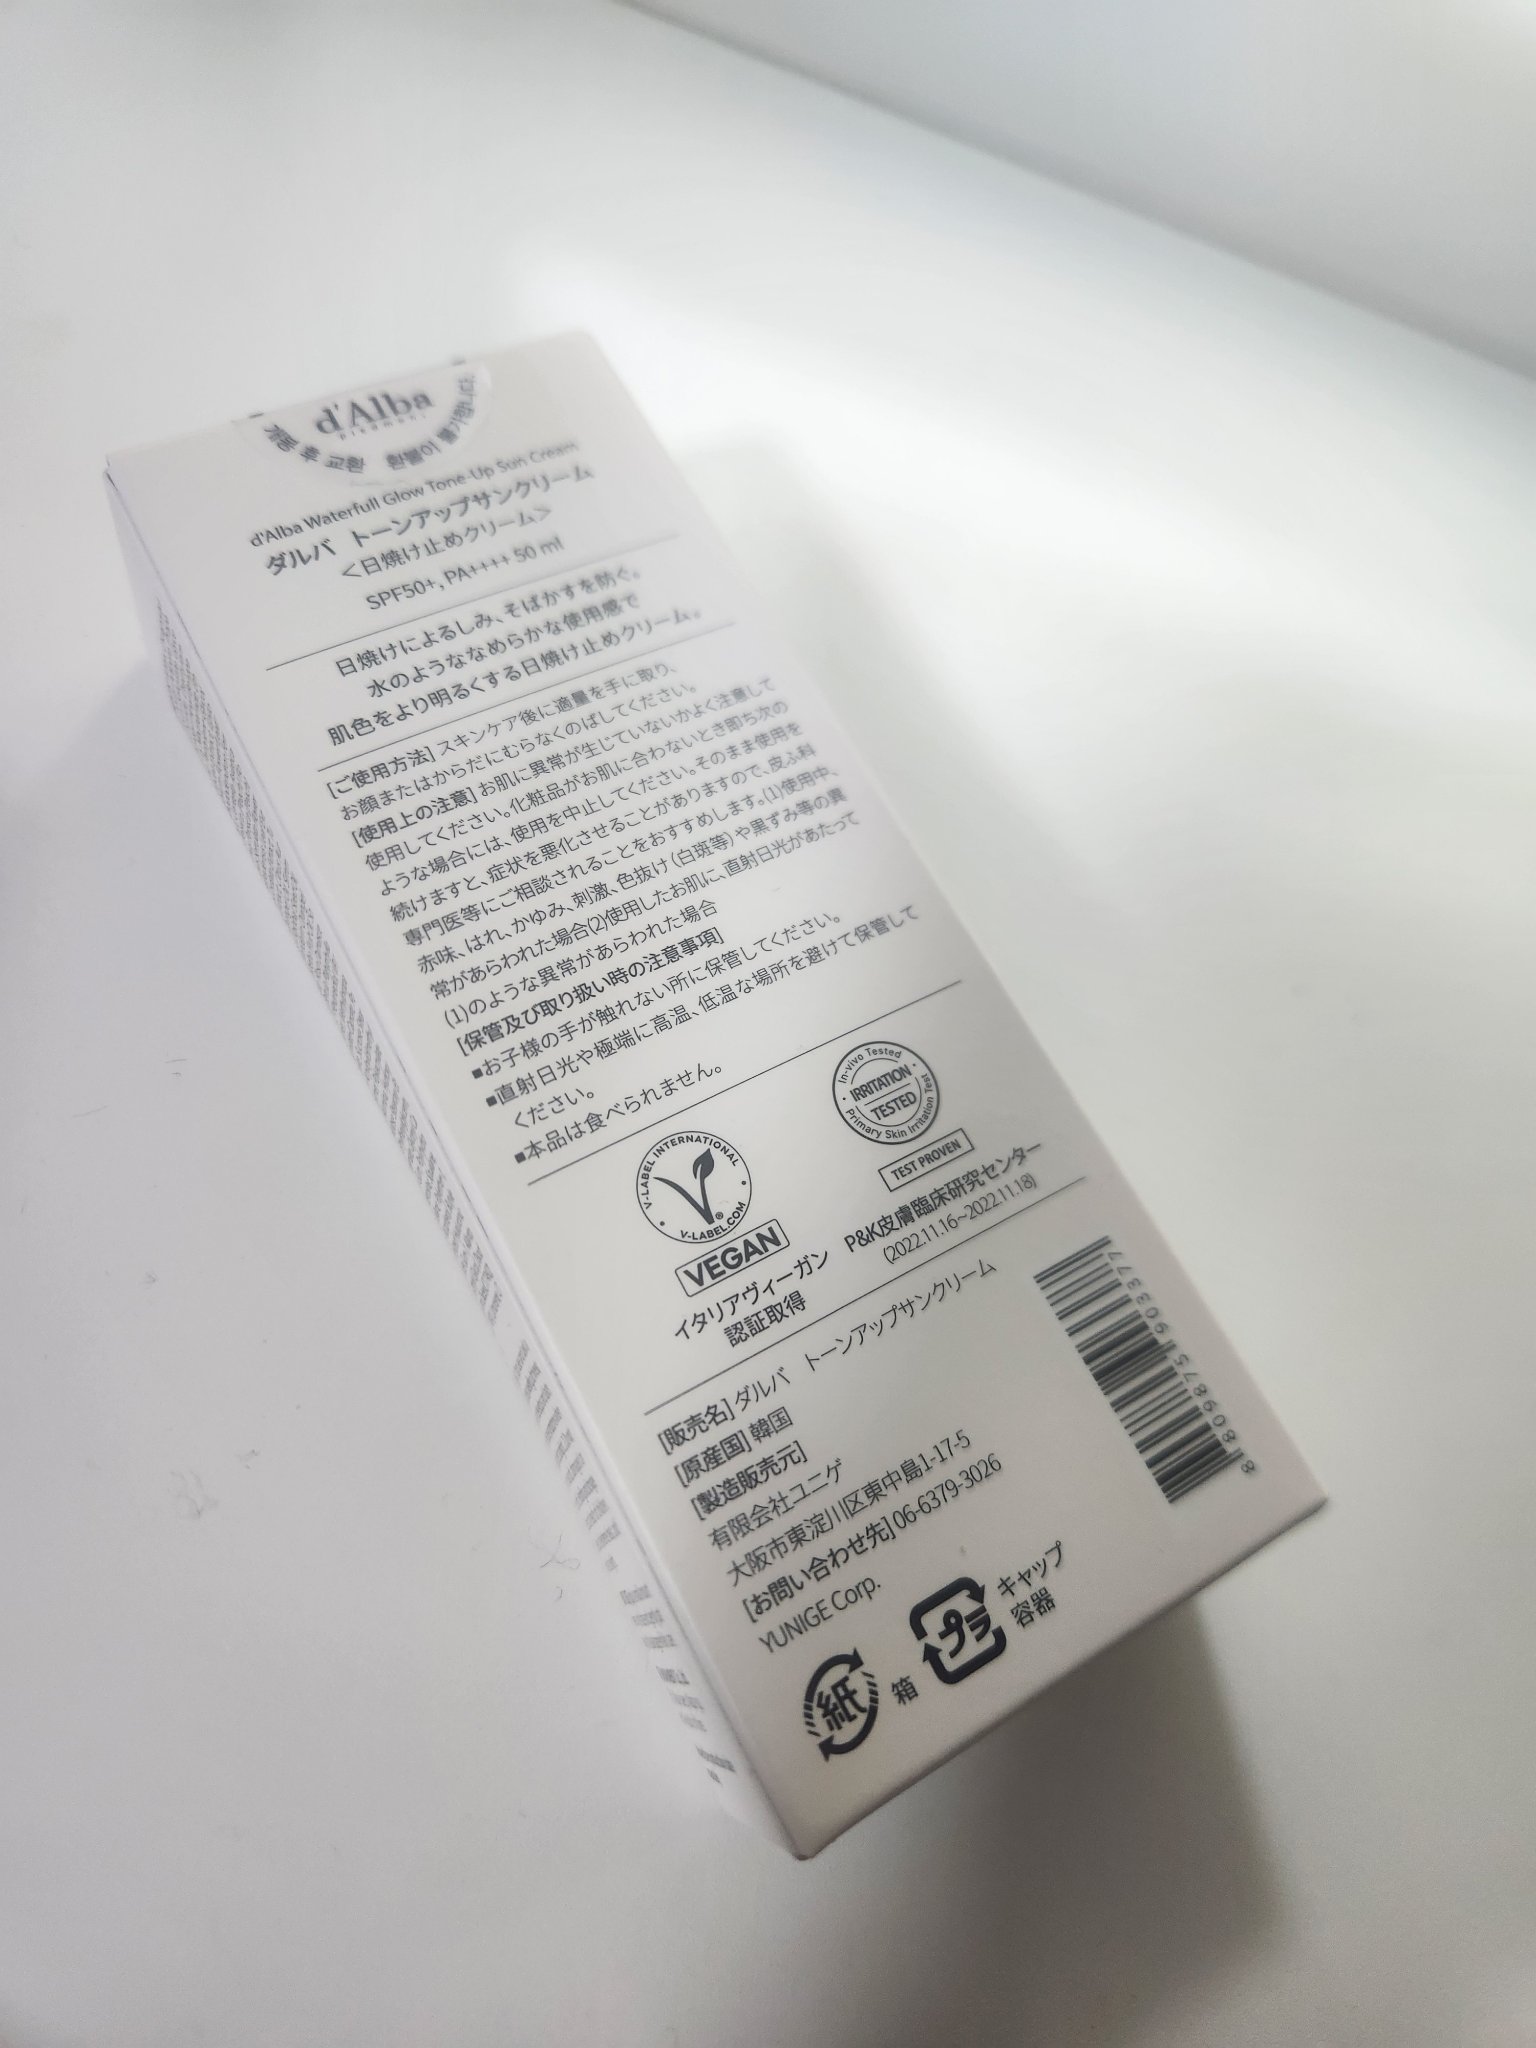 d'Alba
piedmont
개봉 후 교환 환불이 불가합니다.
d'Alba Waterfull Glow Tone-Up Sun Cream
ダルバ トーンアップサンクリーム
＜日焼け止めクリーム＞
SPF50+, PA++++ 50 ml
日焼けによるしみ、そばかすを防ぐ。
水のようななめらかな使用感で
肌色をより明るくする日焼け止めクリーム。
[ご使用方法] スキンケア後に適量を手に取り、
お顔またはからだにむらなくのばしてください。
[使用上の注意] お肌に異常が生じていないかよく注意して
使用してください。化粧品がお肌に合わないとき即ち次の
ような場合には、使用を中止してください。そのまま使用を
続けますと、症状を悪化させることがありますので、皮ふ科
専門医等にご相談されることをおすすめします。(1)使用中、
赤味、はれ、かゆみ、刺激、色抜け（白斑等）や黒ずみ等の異
常があらわれた場合(2)使用したお肌に、直射日光があたって
(1)のような異常があらわれた場合
[保管及び取り扱い時の注意事項]
■お子様の手が触れない所に保管してください。
■直射日光や極端に高温、低温な場所を避けて保管して
ください。
■本品は食べられません。
V-LABEL INTERNATIONAL
V-LABEL.COM
®
VEGAN
イタリアヴィーガン
認証取得
In-vivo Tested
IRRITATION
TESTED
Primary Skin Irritation Test
TEST PROVEN
P&K皮膚臨床研究センター
(2022.11.16~2022.11.18)
[販売名] ダルバ トーンアップサンクリーム
[原産国] 韓国
[製造販売元]
有限会社ユニゲ
大阪市東淀川区東中島1-17-5
[お問い合わせ先] 06-6379-3026
YUNIGE Corp.
8 809875 903377
紙
箱
プラ
キャップ
容器